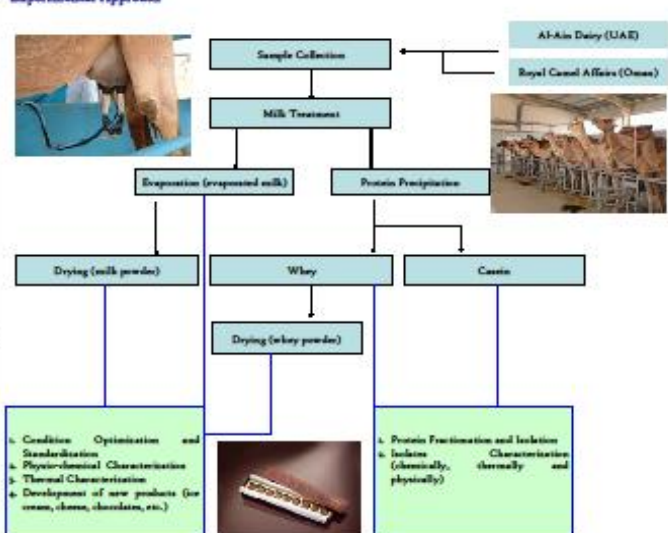 Experimental Approach
Al-Ain Dairy (UAE)
Sample Collection
Royal Camel Affairs (Oman)
Milk Treatment
Evaporation (evaporated milk)
Protein Precipitation
Drying (milk powder)
Whey
Casein
Drying (whey powder)
1. Condition Optimization and
Standardization
2. Physio-chemical Characterization
3. Thermal Characterization
4. Development of new products (ice
cream, cheese, chocolates, etc.)
1. Protein Fractionation and Isolation
2. Isolates Characterization
(chemically, thermally and
physically)